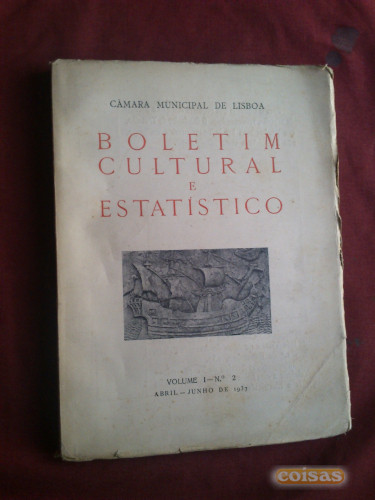 CÂMARA MUNICIPAL DE LISBOA
BOLETIM
CULTURAL
E
ESTATÍSTICO
VOLUME I—N.º 2
ABRIL—JUNHO DE 1937
coisas